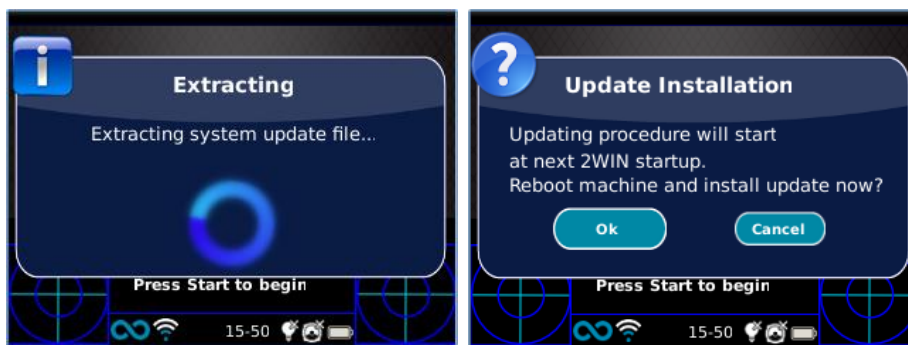 Extracting
Extracting system update file...
Press Start to begin
15-50
Update Installation
Updating procedure will start
at next 2WIN startup.
Reboot machine and install update now?
Ok
Cancel
Press Start to begin
15-50